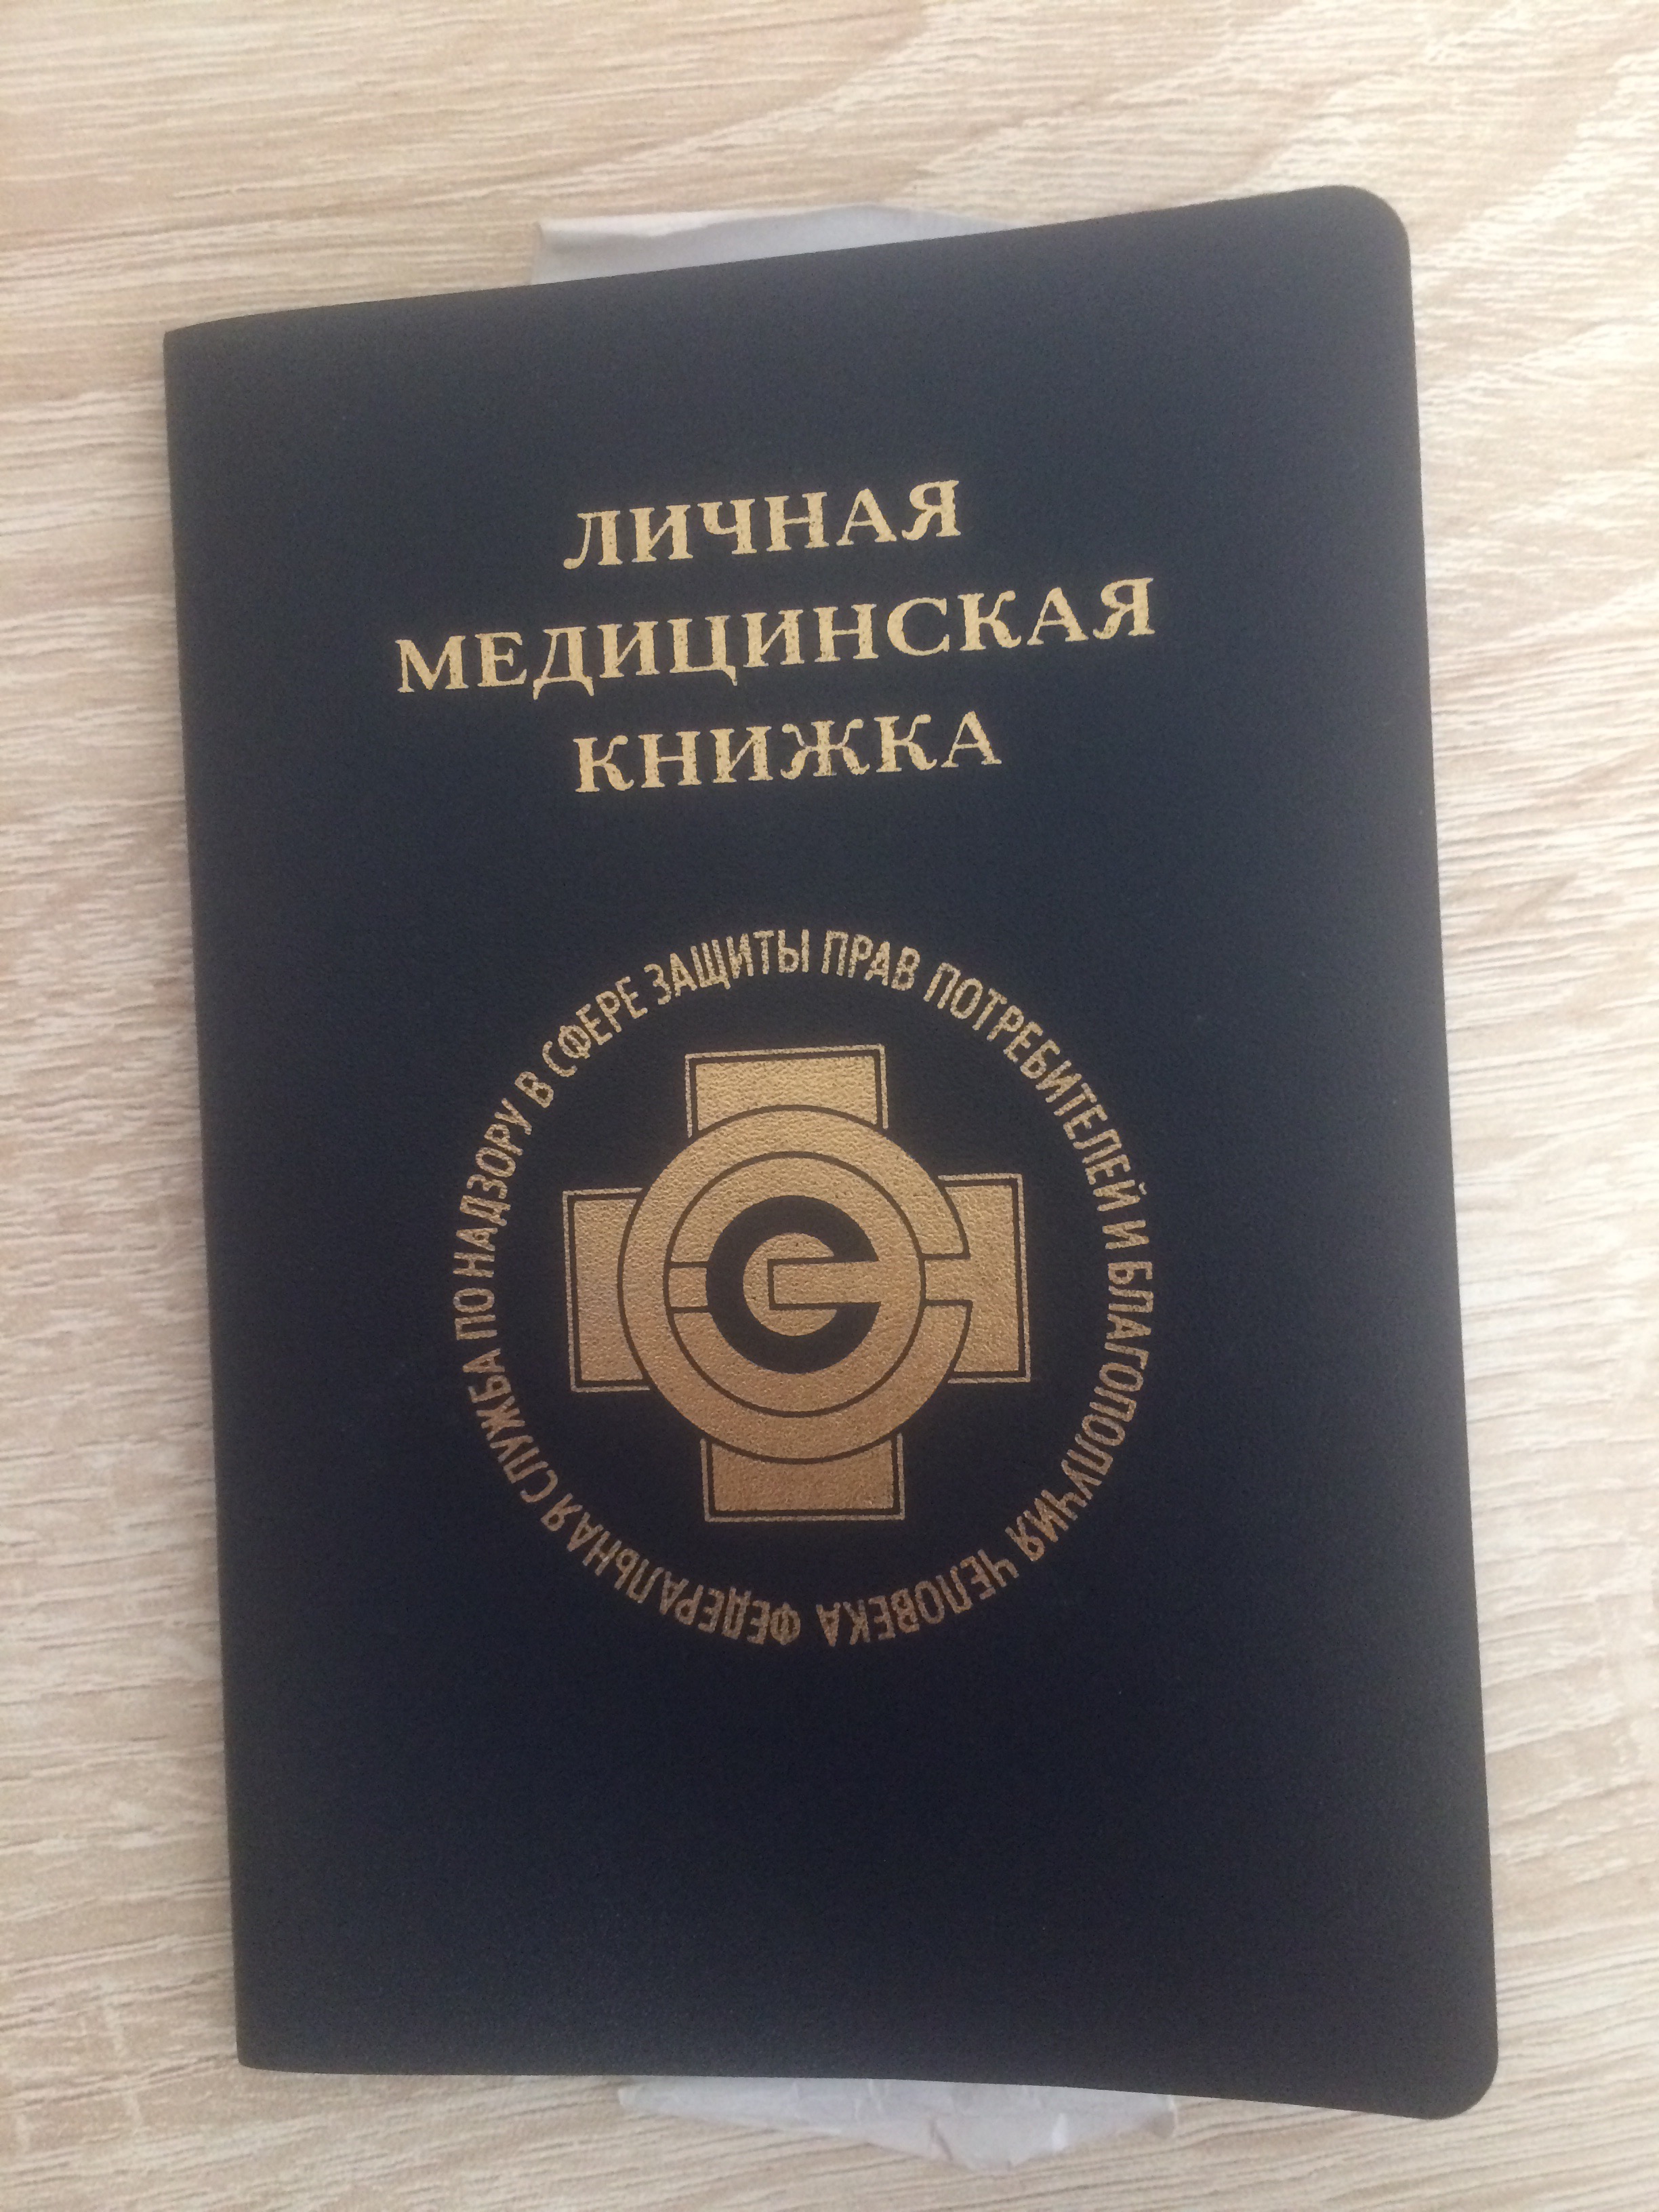 ЛИЧНАЯ
МЕДИЦИНСКАЯ
КНИЖКА
ФЕДЕРАЛЬНАЯ СЛУЖБА ПО НАДЗОРУ В СФЕРЕ ЗАЩИТЫ ПРАВ ПОТРЕБИТЕЛЕЙ И БЛАГОПОЛУЧИЯ ЧЕЛОВЕКА